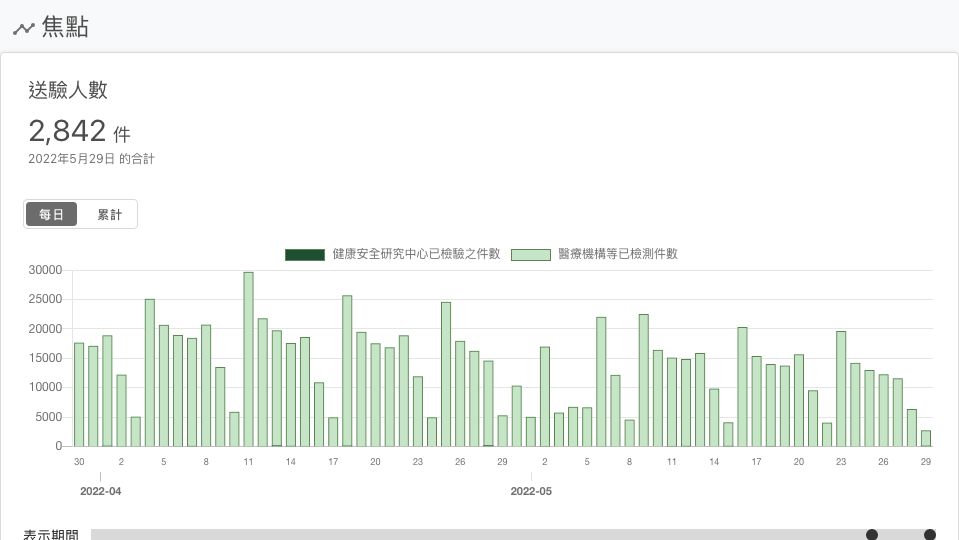 焦點
送驗人數
2,842 件
2022年5月29日 的合計
每日 累計
健康安全研究中心已檢驗之件數 醫療機構等已檢測件數
30000
25000
20000
15000
10000
5000
0
30 2 5 8 11 14 17 20 23 26 29 2 5 8 11 14 17 20 23 26 29
2022-04 2022-05
表示期間